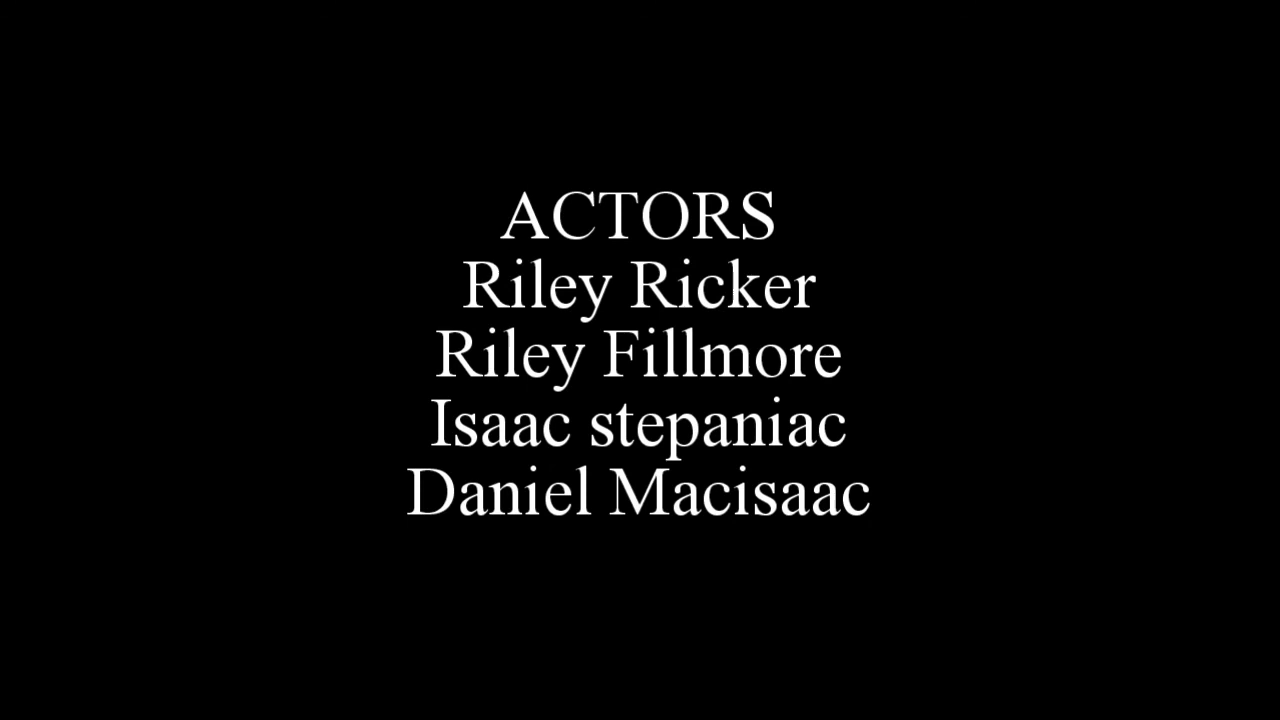 ACTORS
Riley Ricker
Riley Fillmore
Isaac stepaniac
Daniel Macisaac